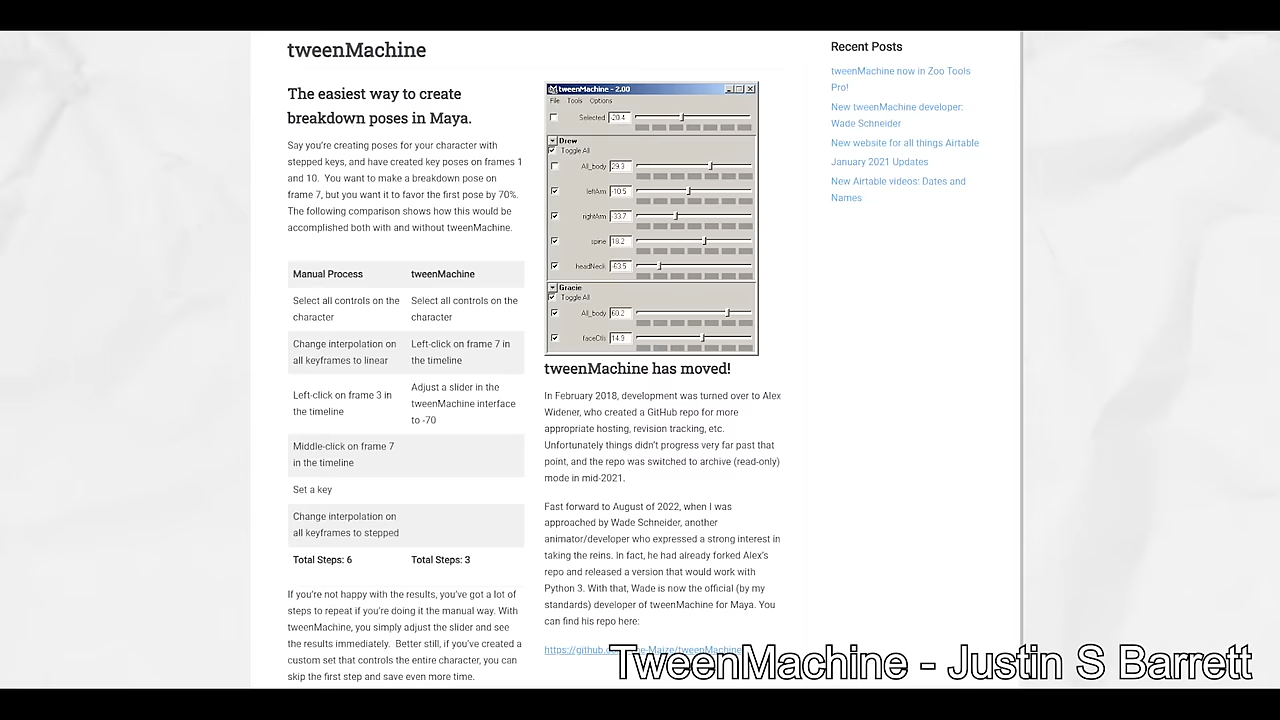 tweenMachine
The easiest way to create
breakdown poses in Maya.
Say you're creating poses for your character with
stepped keys, and have created key poses on frames 1
and 10. You want to make a breakdown pose on
frame 7, but you want it to favor the first pose by 70%.
The following comparison shows how this would be
accomplished both with and without tweenMachine.
Manual Process tweenMachine
Select all controls on the Select all controls on the
character character
Change interpolation on Left-click on frame 7 in
all keyframes to linear the timeline
Left-click on frame 3 in Adjust a slider in the
the timeline tweenMachine interface
to -70
Middle-click on frame 7
in the timeline
Set a key
Change interpolation on
all keyframes to stepped
Total Steps: 6 Total Steps: 3
If you're not happy with the results, you've got a lot of
steps to repeat if you're doing it the manual way. With
tweenMachine, you simply adjust the slider and see
the results immediately. Better still, if you've created a
custom set that controls the entire character, you can
skip the first step and save even more time.
tweenMachine - 2.00
File Tools Options
Selected -20.4
Drew
Toggle All
All_body 29.3
leftArm -10.5
rightArm -33.7
spine 18.2
headNeck -63.5
Gracie
Toggle All
All_body 60.2
faceCtls 14.9
tweenMachine has moved!
In February 2018, development was turned over to Alex
Widener, who created a GitHub repo for more
appropriate hosting, revision tracking, etc.
Unfortunately things didn't progress very far past that
point, and the repo was switched to archive (read-only)
mode in mid-2021.
Fast forward to August of 2022, when I was
approached by Wade Schneider, another
animator/developer who expressed a strong interest in
taking the reins. In fact, he had already forked Alex's
repo and released a version that would work with
Python 3. With that, Wade is now the official (by my
standards) developer of tweenMachine for Maya. You
can find his repo here:
Recent Posts
tweenMachine now in Zoo Tools
Pro!
New tweenMachine developer:
Wade Schneider
New website for all things Airtable
January 2021 Updates
New Airtable videos: Dates and
Names
TweenMachine - Justin S Barrett